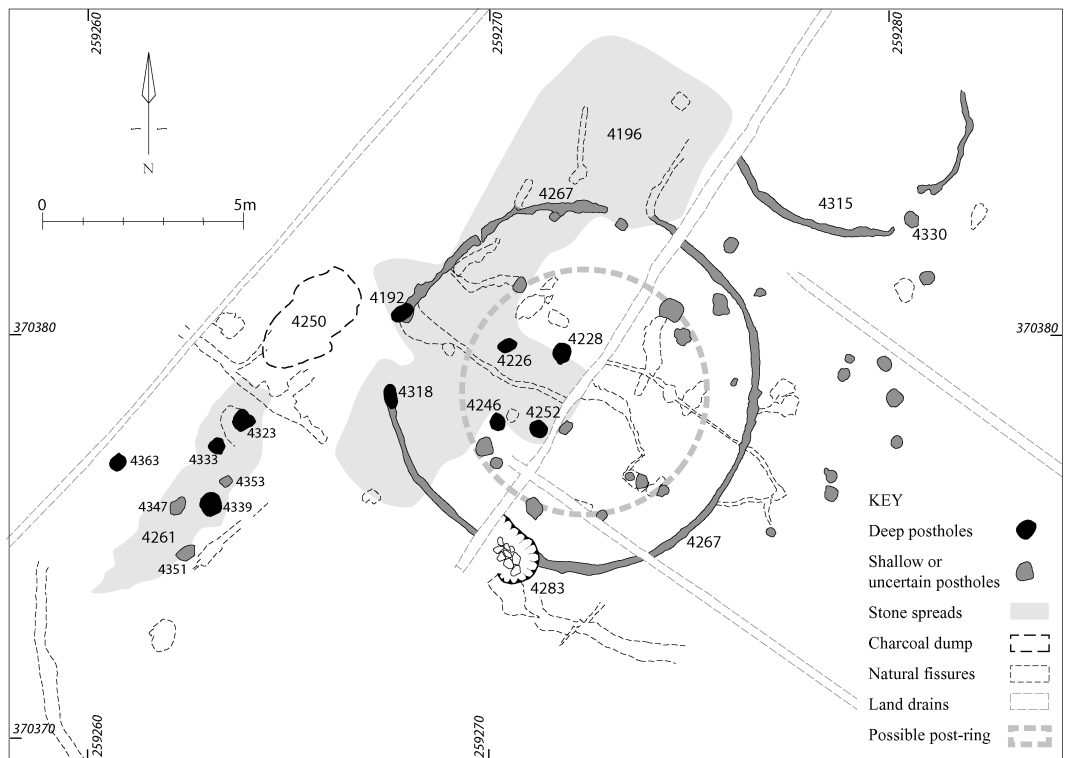 259260
259270
259280
4196
N
0
5m
4267
4315
4330
4192
4250
370380
370380
4228
4226
4318
4246
4252
4323
4333
4363
4353
4347
4339
4261
4351
4267
4283
KEY
Deep postholes
Shallow or
uncertain postholes
Stone spreads
Charcoal dump
Natural fissures
Land drains
Possible post-ring
370370
259260
259270